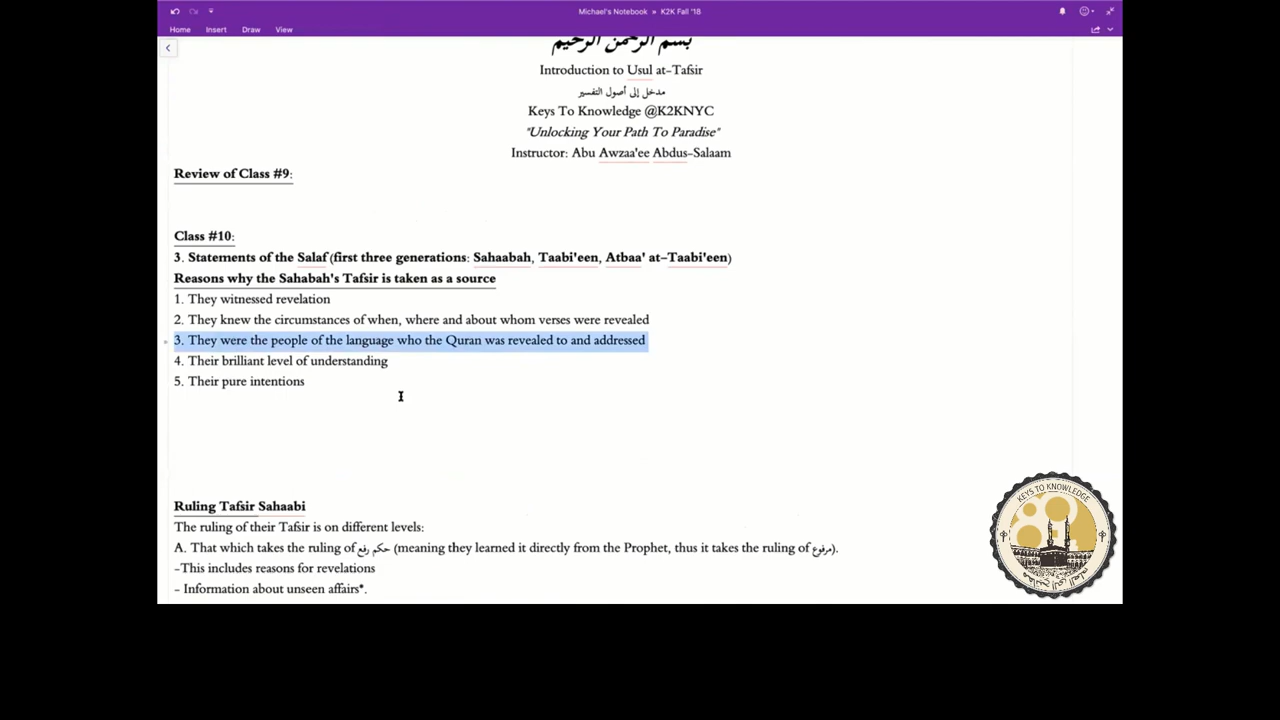 Michael's Notebook » K2K Fall '18
Home Insert Draw View
بسم الرحمن الرحيم
Introduction to Usul at-Tafsir
مدخل إلى أصول التفسير
Keys To Knowledge @K2KNYC
"Unlocking Your Path To Paradise"
Instructor: Abu Awzaa'ee Abdus-Salaam
Review of Class #9:
Class #10:
3. Statements of the Salaf (first three generations: Sahaabah, Taabi'een, Atbaa' at-Taabi'een)
Reasons why the Sahabah's Tafsir is taken as a source
1. They witnessed revelation
2. They knew the circumstances of when, where and about whom verses were revealed
3. They were the people of the language who the Quran was revealed to and addressed
4. Their brilliant level of understanding
5. Their pure intentions
Ruling Tafsir Sahaabi
The ruling of their Tafsir is on different levels:
A. That which takes the ruling of حكم رفع (meaning they learned it directly from the Prophet, thus it takes the ruling of مرفوع).
-This includes reasons for revelations
- Information about unseen affairs*.
KEYS TO KNOWLEDGE